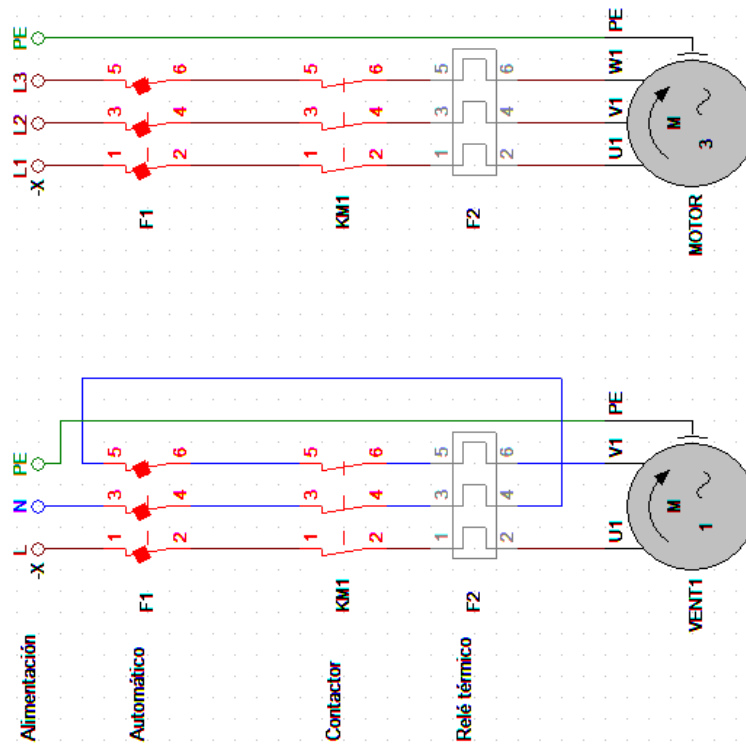 Alimentación L N PE L1 L2 L3 PE
-X -X
1 3 5 1 3 5
Automático F1 F1
2 4 6 2 4 6
1 3 5 1 3 5
Contactor KM1 KM1
2 4 6 2 4 6
1 3 5 1 3 5
Relé térmico F2 F2
2 4 6 2 4 6
U1 V1 PE U1 V1 W1 PE
M M
1 3
VENT1 MOTOR